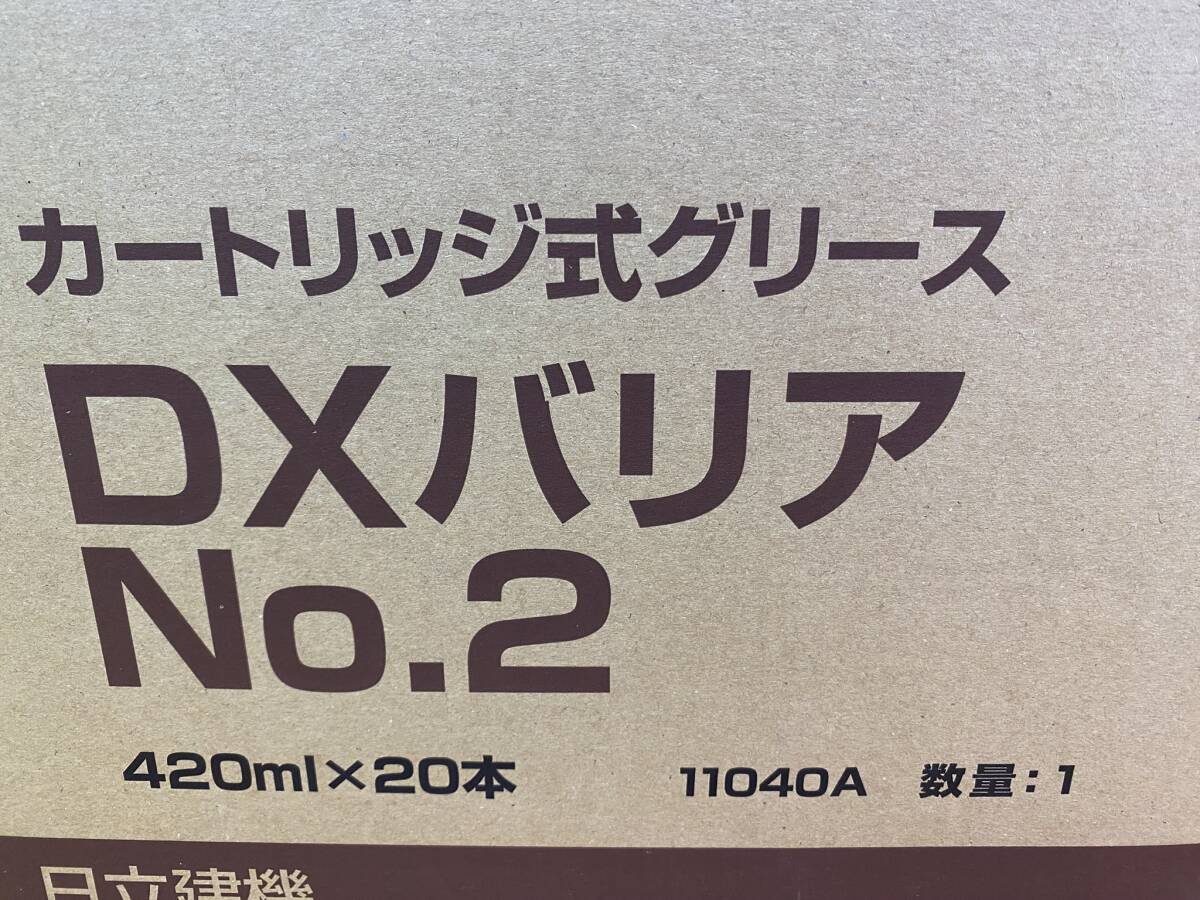 カートリッジ式グリース
DXバリア
No.2
420ml×20本 11040A 数量:1
日立建機